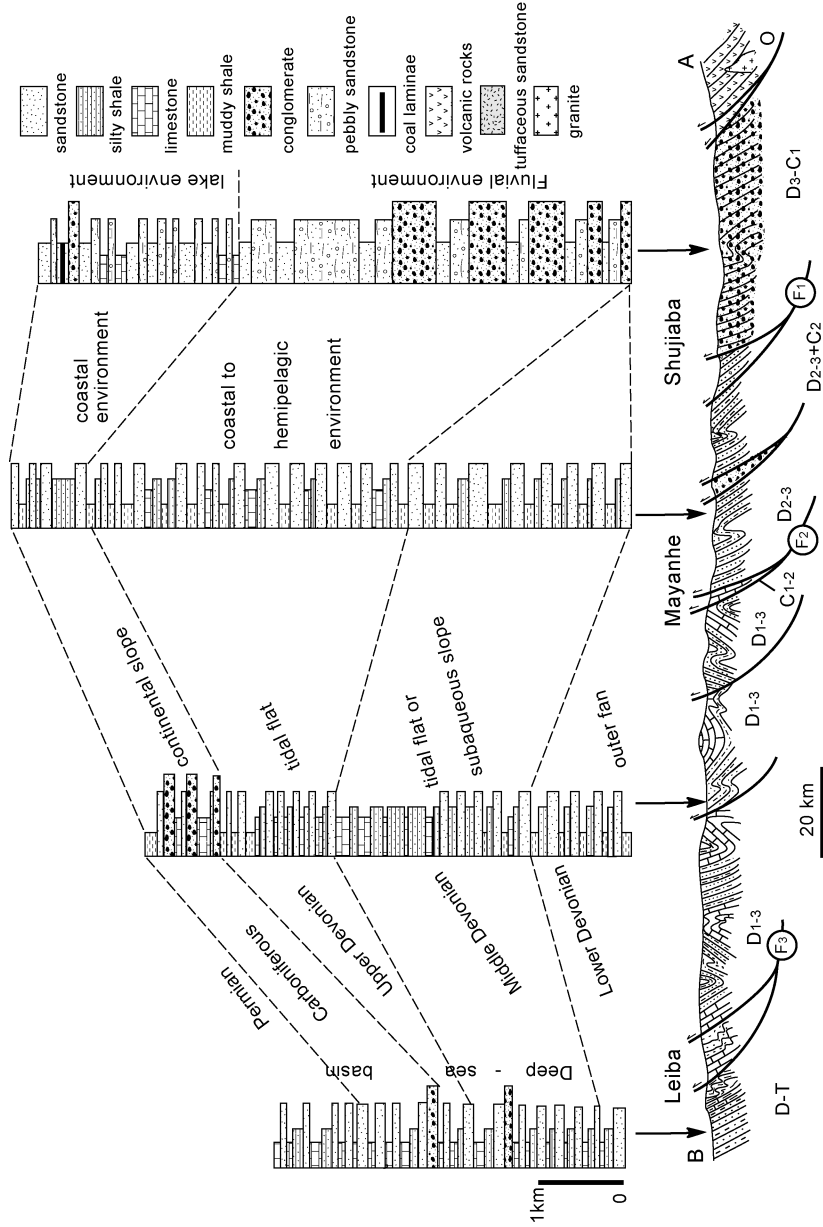 sandstone
silty shale
limestone
muddy shale
conglomerate
pebbly sandstone
coal laminae
volcanic rocks
tuffaceous sandstone
granite
lake environment
Fluvial environment
coastal
environment
coastal to
hemipelagic
environment
continental slope
tidal flat
tidal flat or
subaqueous slope
outer fan
Permian
Carboniferous
Upper Devonian
Middle Devonian
Lower Devonian
Deep - sea basin
1km
0
B
Leiba
Mayanhe
Shujiaba
A
D-T
F3
D1-3
D1-3
D1-3
C1-2
F2
D2-3
D2-3+C2
F1
D3-C1
O
20 km